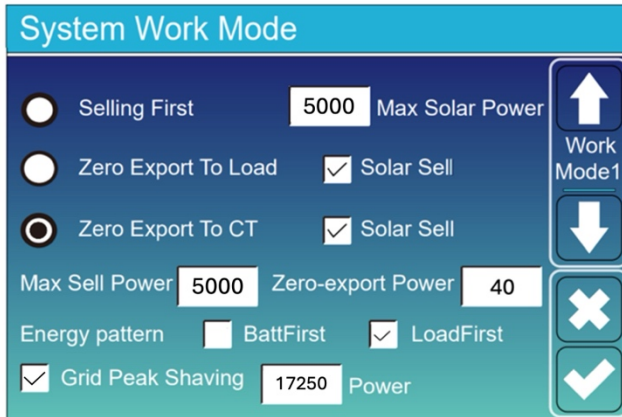 System Work Mode
Selling First 5000 Max Solar Power
Zero Export To Load Solar Sell
Work Mode1
Zero Export To CT Solar Sell
Max Sell Power 5000 Zero-export Power 40
Energy pattern BattFirst LoadFirst
Grid Peak Shaving 17250 Power